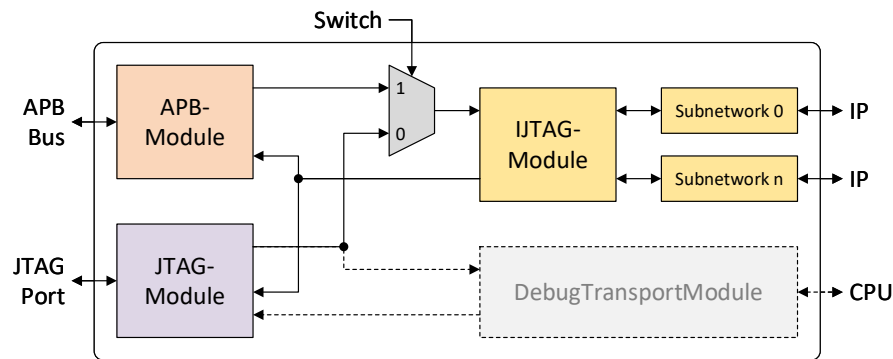 Switch
APB
Bus
APB-
Module
1
0
IJTAG-
Module
Subnetwork 0
IP
Subnetwork n
IP
JTAG
Port
JTAG-
Module
DebugTransportModule
CPU